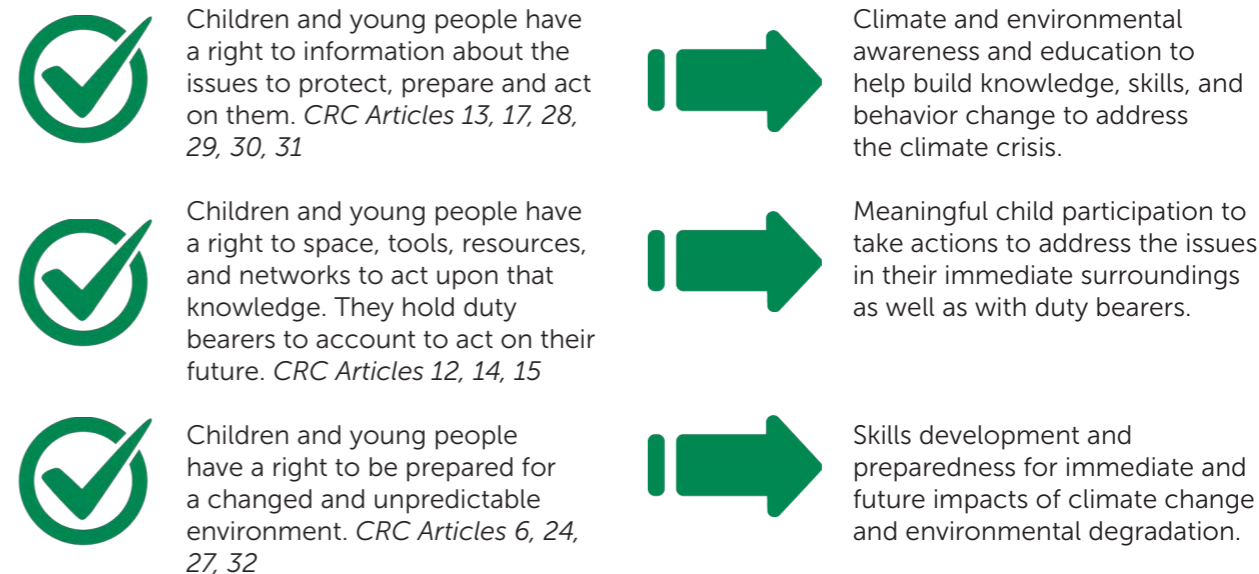 Children and young people have
a right to information about the
issues to protect, prepare and act
on them. CRC Articles 13, 17, 28,
29, 30, 31
Climate and environmental
awareness and education to
help build knowledge, skills, and
behavior change to address
the climate crisis.
Children and young people have
a right to space, tools, resources,
and networks to act upon that
knowledge. They hold duty
bearers to account to act on their
future. CRC Articles 12, 14, 15
Meaningful child participation to
take actions to address the issues
in their immediate surroundings
as well as with duty bearers.
Children and young people
have a right to be prepared for
a changed and unpredictable
environment. CRC Articles 6, 24,
27, 32
Skills development and
preparedness for immediate and
future impacts of climate change
and environmental degradation.